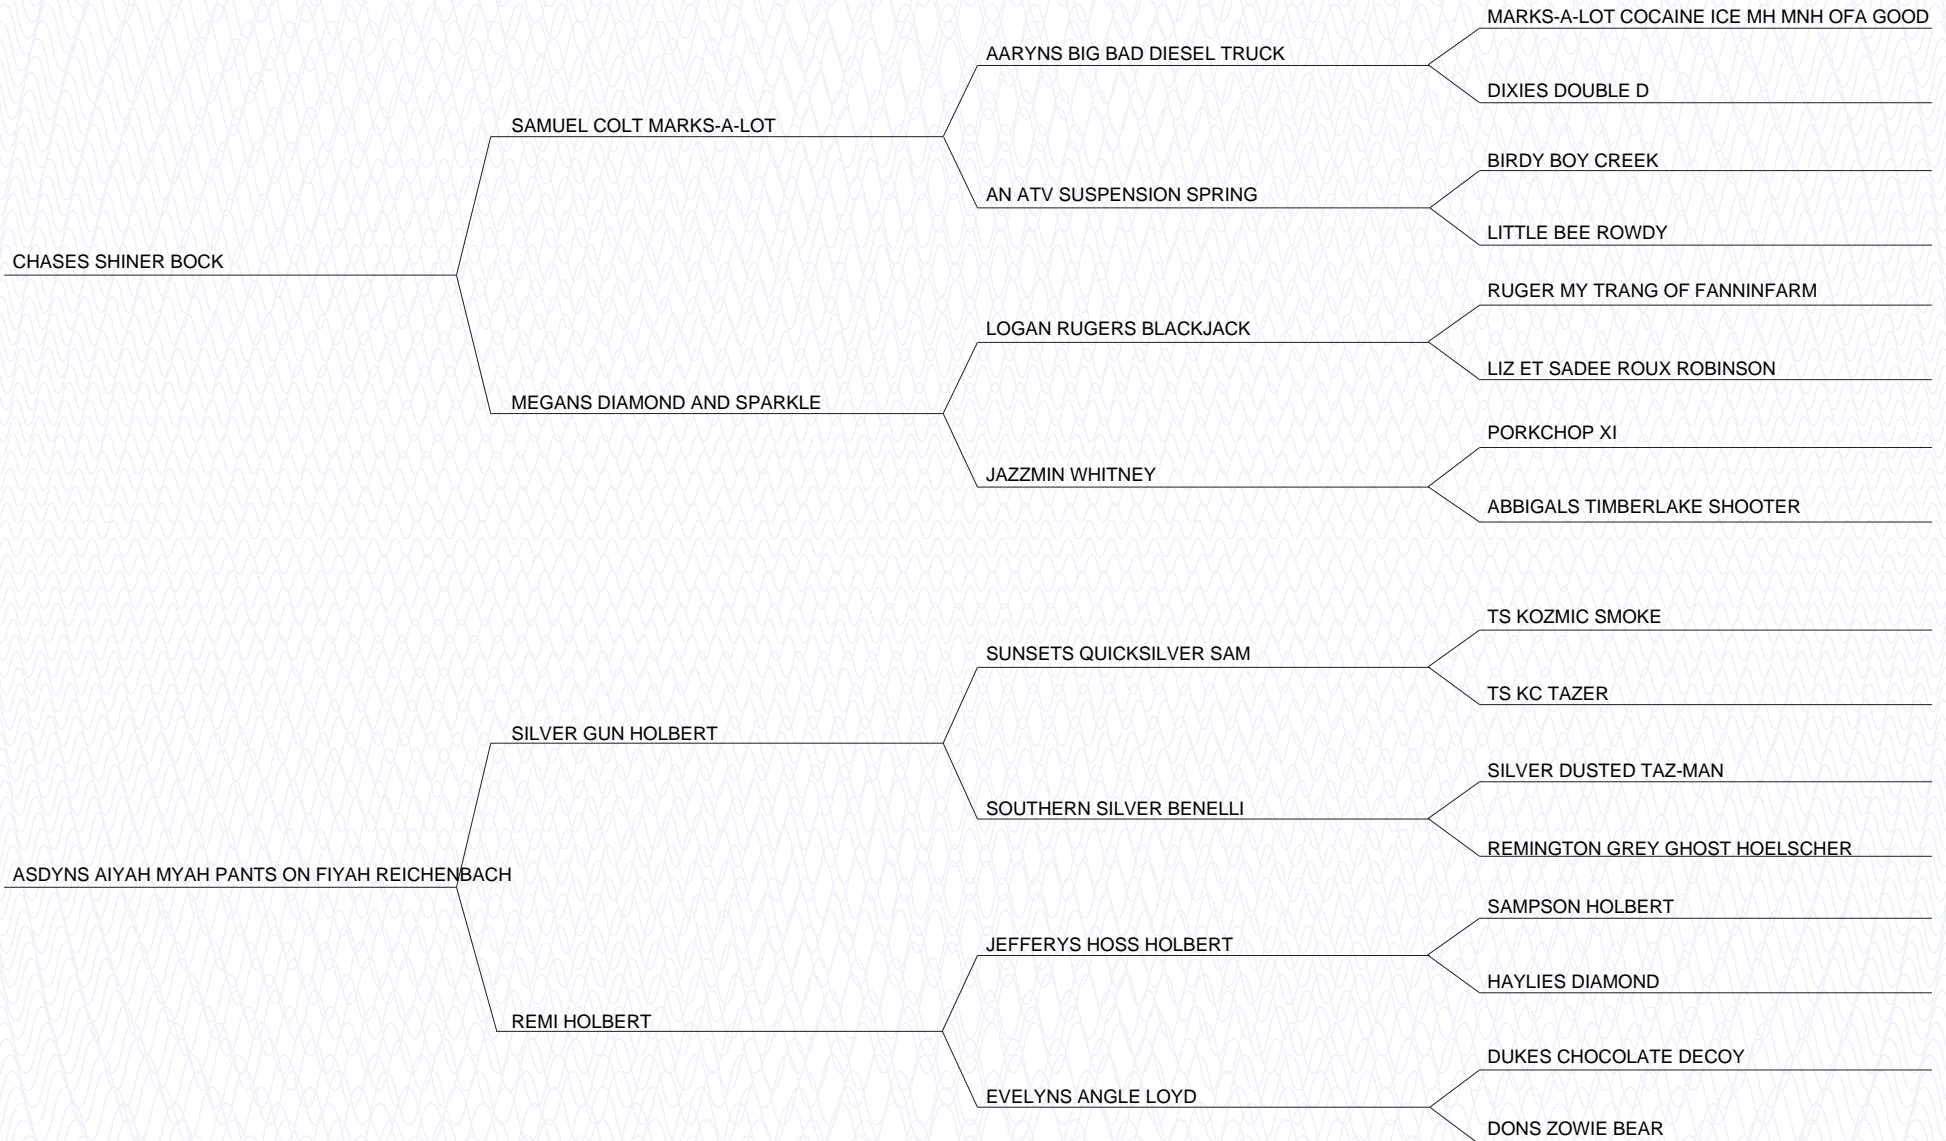 MARKS-A-LOT COCAINE ICE MH MNH OFA GOOD
AARYNS BIG BAD DIESEL TRUCK
DIXIES DOUBLE D
SAMUEL COLT MARKS-A-LOT
BIRDY BOY CREEK
AN ATV SUSPENSION SPRING
LITTLE BEE ROWDY
CHASES SHINER BOCK
RUGER MY TRANG OF FANNINFARM
LOGAN RUGERS BLACKJACK
LIZ ET SADEE ROUX ROBINSON
MEGANS DIAMOND AND SPARKLE
PORKCHOP XI
JAZZMIN WHITNEY
ABBIGALS TIMBERLAKE SHOOTER
TS KOZMIC SMOKE
SUNSETS QUICKSILVER SAM
TS KC TAZER
SILVER GUN HOLBERT
SILVER DUSTED TAZ-MAN
SOUTHERN SILVER BENELLI
REMINGTON GREY GHOST HOELSCHER
ASDYNS AIYAH MYAH PANTS ON FIYAH REICHENBACH
SAMPSON HOLBERT
JEFFERYS HOSS HOLBERT
HAYLIES DIAMOND
REMI HOLBERT
DUKES CHOCOLATE DECOY
EVELYNS ANGLE LOYD
DONS ZOWIE BEAR